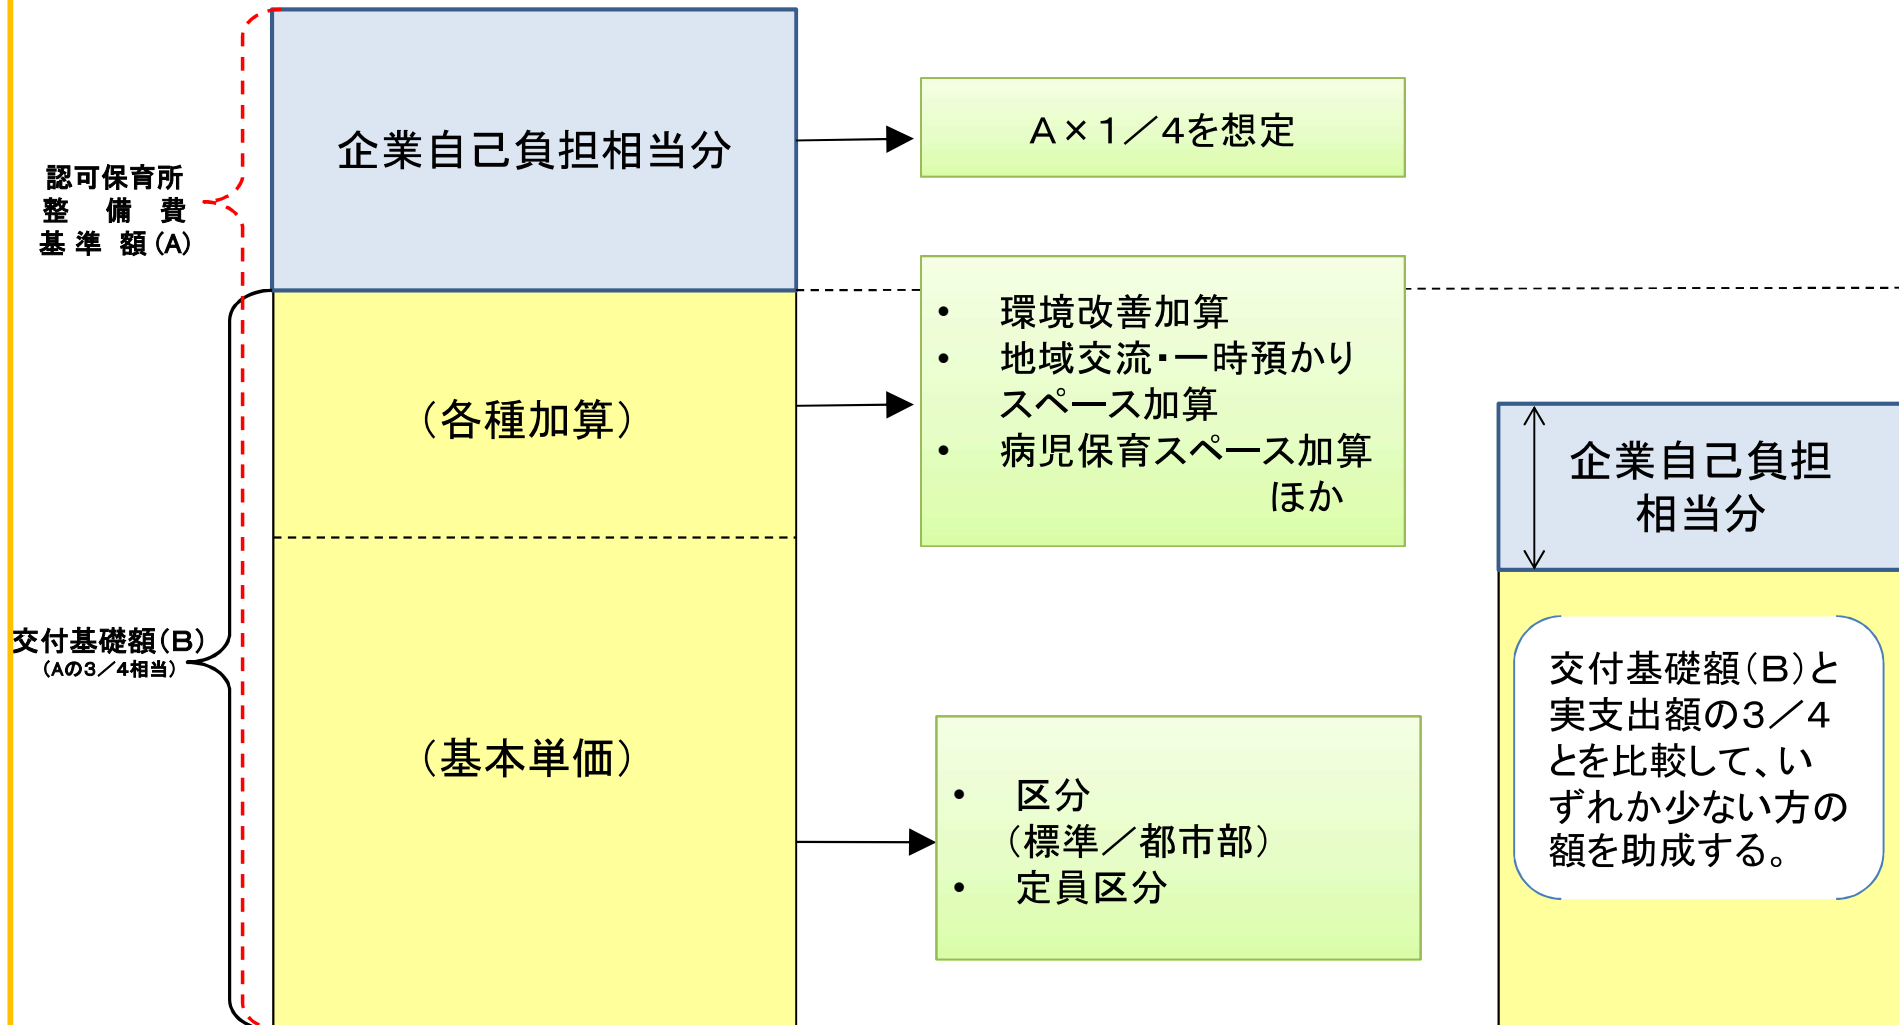 認可保育所
整　備　費
基 準　額（A）
企業自己負担相当分
A×1／4を想定
（各種加算）
• 環境改善加算
• 地域交流・一時預かり
スペース加算
• 病児保育スペース加算
ほか
交付基礎額（B）
（Aの3／4相当）
（基本単価）
• 区分
（標準／都市部）
• 定員区分
企業自己負担
相当分
交付基礎額（B）と
実支出額の3／4
とを比較して、い
ずれか少ない方の
額を助成する。